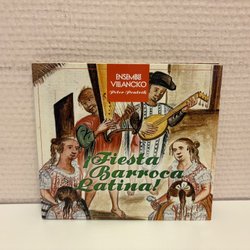 ENSEMBLE
VILLANCICO
Peter Pontvik
¡Fiesta
Barroca
Latina!